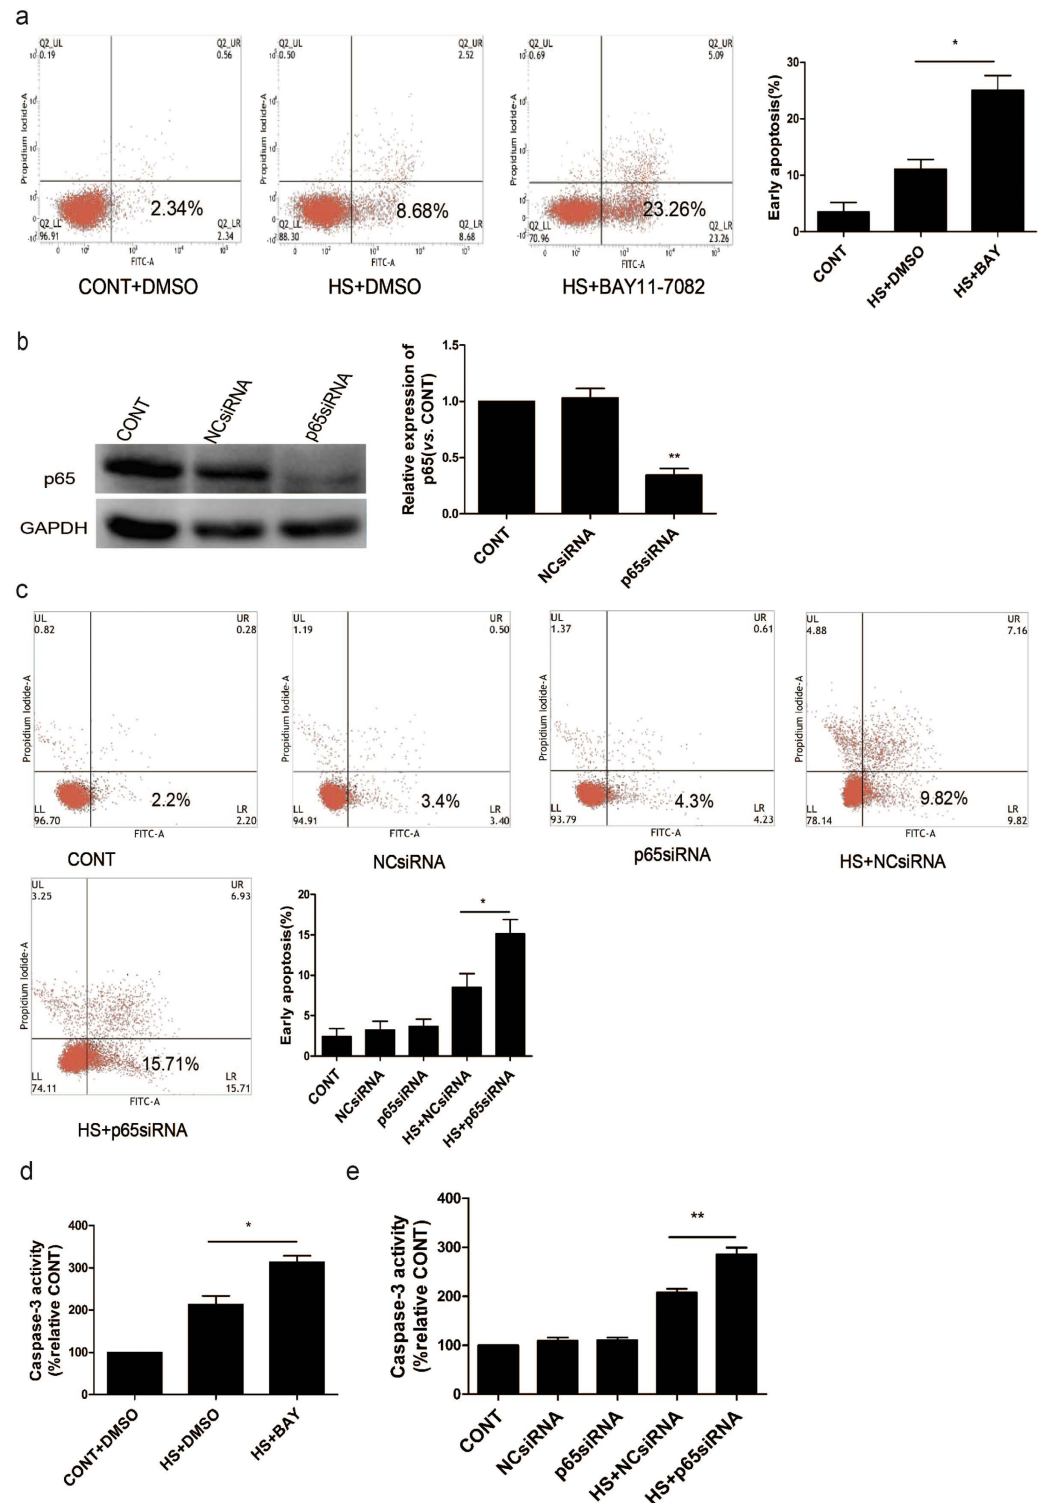 a
Q2_UL
0.19
Q2_UR
0.56
Propidium Iodide-A
2.34%
Q2_LL
96.91
Q2_LR
2.34
FITC-A
CONT+DMSO
Q2_UL
0.50
Q2_UR
2.52
Propidium Iodide-A
8.68%
Q2_LL
88.30
Q2_LR
8.68
FITC-A
HS+DMSO
Q2_UL
0.69
Q2_UR
5.09
Propidium Iodide-A
23.26%
Q2_LL
70.96
Q2_LR
23.26
FITC-A
HS+BAY11-7082
Early apoptosis(%)
30
20
10
0
*
CONT
HS+DMSO
HS+BAY
b
CONT
NCsiRNA
p65siRNA
p65
GAPDH
Relative expression of
p65(vs. CONT)
1.5
1.0
0.5
0.0
**
CONT
NCsiRNA
p65siRNA
c
UL
0.82
UR
0.28
Propidium Iodide-A
2.2%
LL
96.70
LR
2.20
FITC-A
CONT
UL
1.19
UR
0.50
Propidium Iodide-A
3.4%
LL
94.91
LR
3.40
FITC-A
NCsiRNA
UL
1.37
UR
0.61
Propidium Iodide-A
4.3%
LL
93.79
LR
4.23
FITC-A
p65siRNA
UL
4.88
UR
7.16
Propidium Iodide-A
9.82%
LL
78.14
LR
9.82
FITC-A
HS+NCsiRNA
UL
3.25
UR
6.93
Propidium Iodide-A
15.71%
LL
74.11
LR
15.71
FITC-A
HS+p65siRNA
Early apoptosis(%)
20
15
10
5
0
*
CONT
NCsiRNA
p65siRNA
HS+NCsiRNA
HS+p65siRNA
d
Caspase-3 activity
(%relative CONT)
400
300
200
100
0
*
CONT+DMSO
HS+DMSO
HS+BAY
e
Caspase-3 activity
(%relative CONT)
400
300
200
100
0
**
CONT
NCsiRNA
p65siRNA
HS+NCsiRNA
HS+p65siRNA